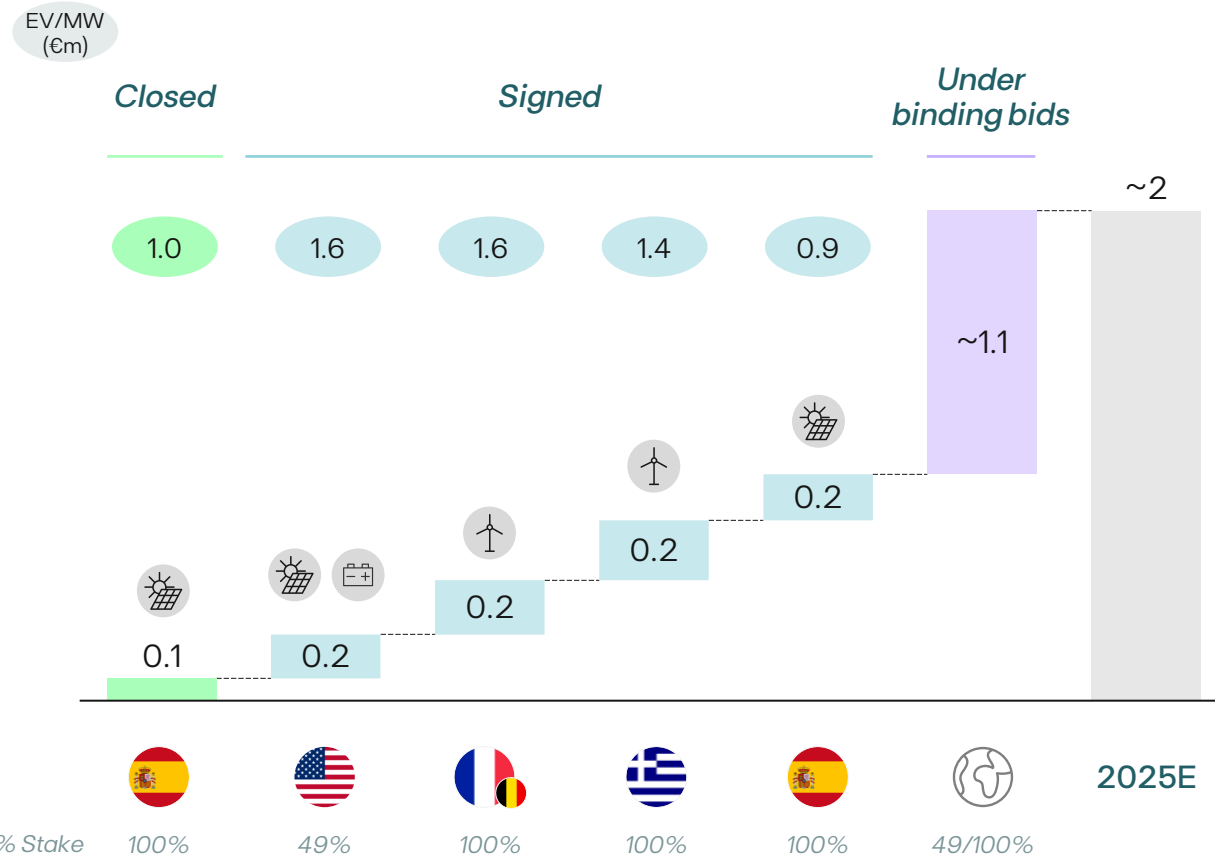 EV/MW
(€m)
Closed
Signed
Under
binding bids
~2
1.0
1.6
1.6
1.4
0.9
~1.1
0.2
0.2
0.2
0.1
0.2
2025E
% Stake
100%
49%
100%
100%
100%
49/100%